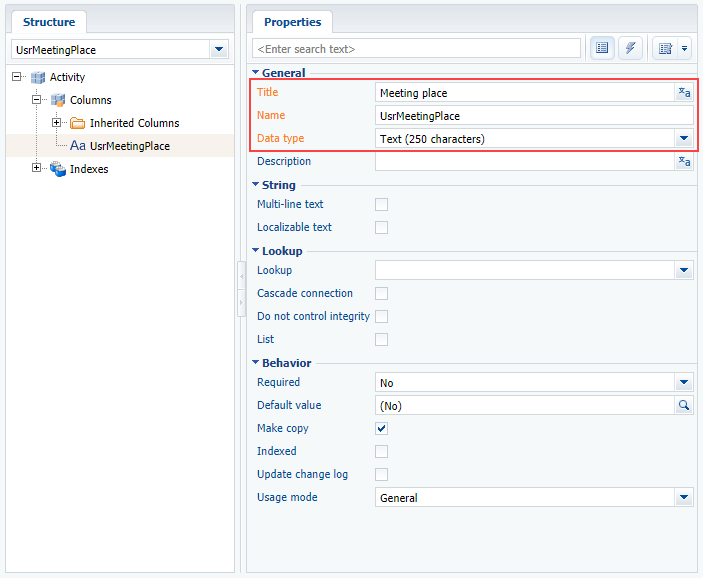 Structure
UsrMeetingPlace
Activity
Columns
Inherited Columns
Aa UsrMeetingPlace
Indexes
Properties
<Enter search text>
General
Title Meeting place
Name UsrMeetingPlace
Data type Text (250 characters)
Description
String
Multi-line text
Localizable text
Lookup
Lookup
Cascade connection
Do not control integrity
List
Behavior
Required No
Default value (No)
Make copy
Indexed
Update change log
Usage mode General